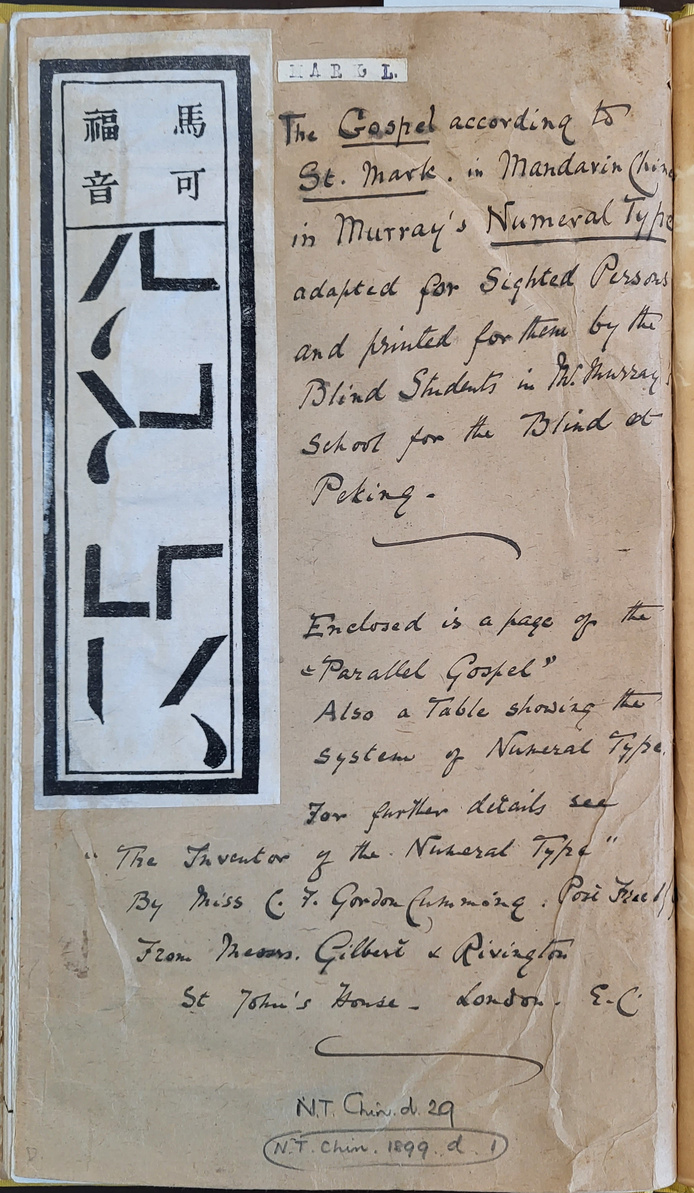 馬可
福音
The Gospel according to
St. Mark. in Mandarin Chine
in Murray's Numeral Type
adapted for Sighted Persons
and printed for them by the
Blind Students in Mr. Murray's
School for the Blind at
Peking -
Enclosed is a page of the
"Parallel Gospel"
Also a Table showing the
system of Numeral Type.
For further details see
"The Inventor of the Numeral Type"
By Miss C. F. Gordon Cumming. Post Free
From Messrs. Gilbert & Rivington
St John's House - London. E.C.
N.T. Chin. d. 29
N.T. Chin. 1899. d. 1